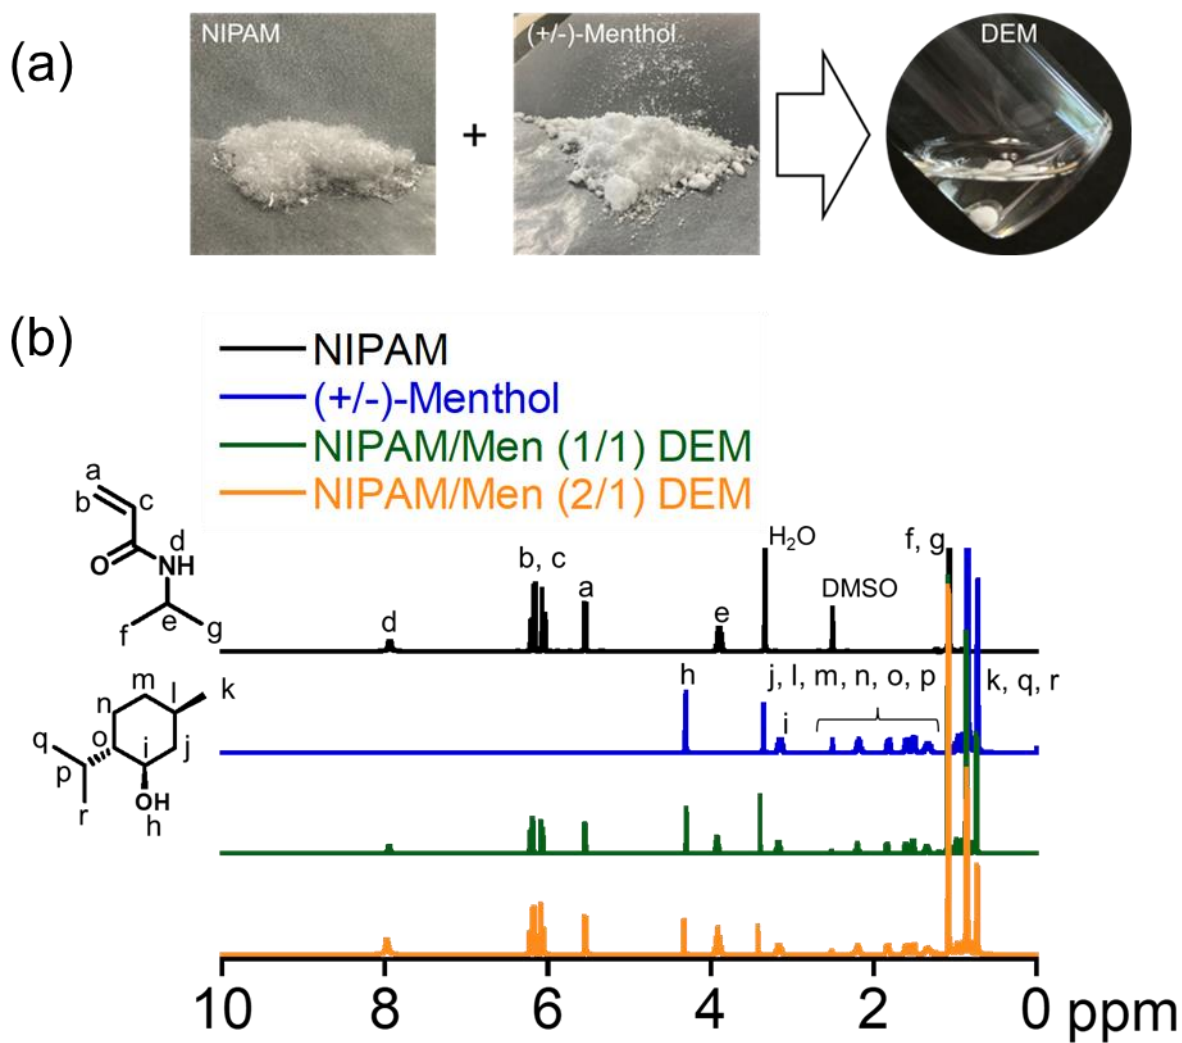 (a)
NIPAM
+
(+/-)-Menthol
DEM
(b)
NIPAM
(+/-)-Menthol
NIPAM/Men (1/1) DEM
NIPAM/Men (2/1) DEM
a
b
c
d
O
NH
e
f
g
d
b, c
a
e
H₂O
DMSO
f, g
m
l
k
n
q
o
i
j
p
r
OH
h
h
i
j, l, m, n, o, p
k, q, r
10
8
6
4
2
0 ppm